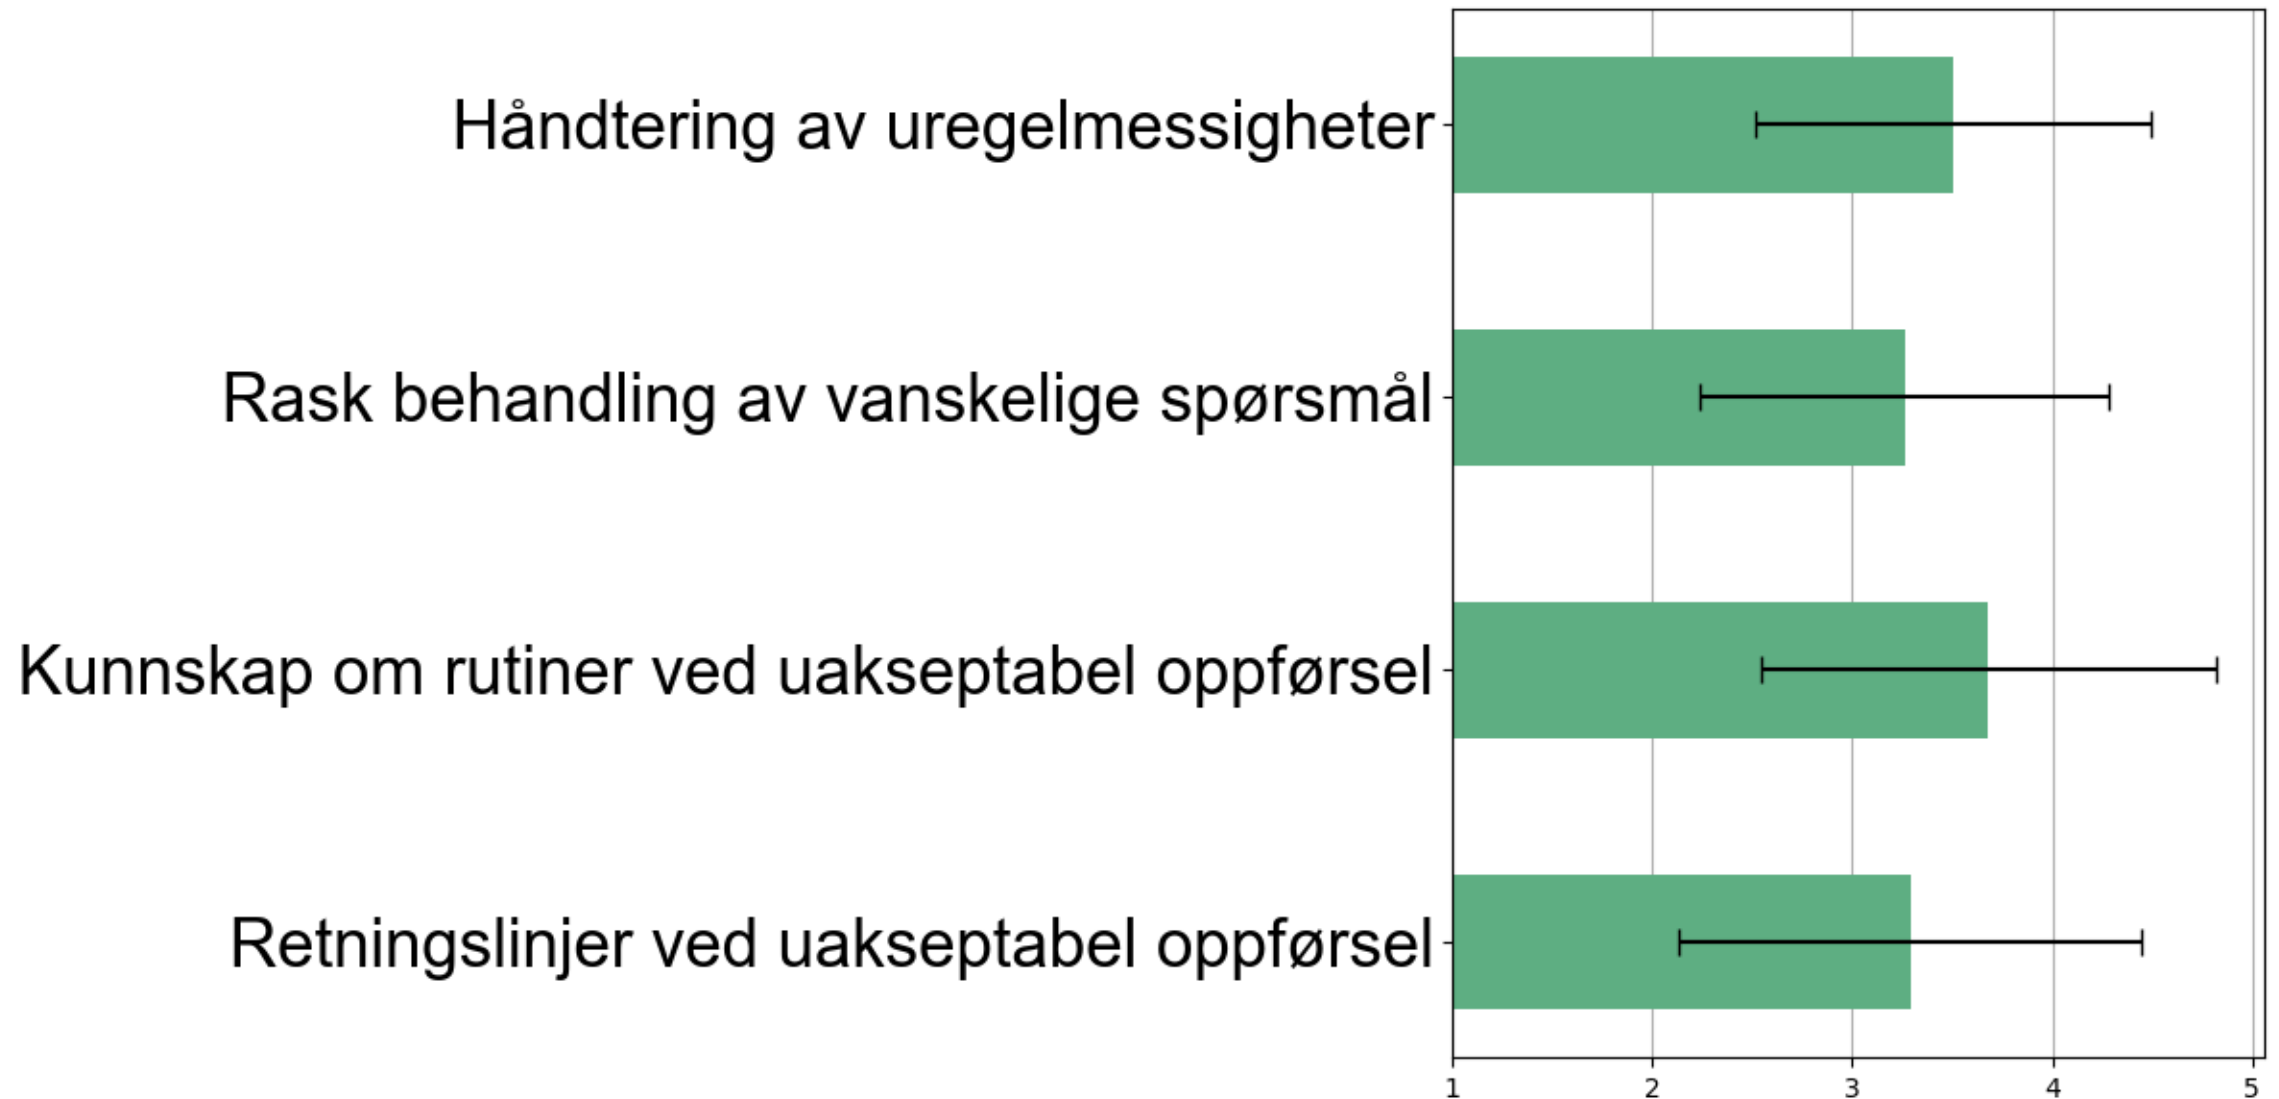 Håndtering av uregelmessigheter
Rask behandling av vanskelige spørsmål
Kunnskap om rutiner ved uakseptabel oppførsel
Retningslinjer ved uakseptabel oppførsel
1 2 3 4 5